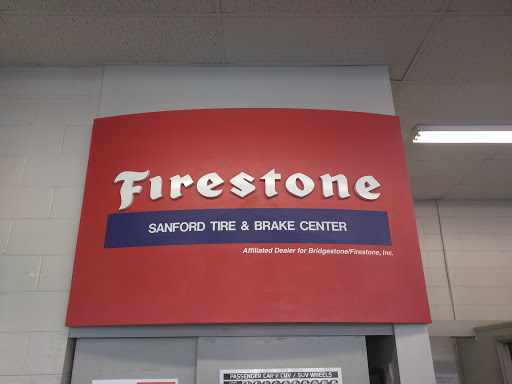 Firestone
SANFORD TIRE & BRAKE CENTER
Affiliated Dealer for Bridgestone/Firestone, Inc.
PASSENGER CAR / CUV / SUV WHEELS